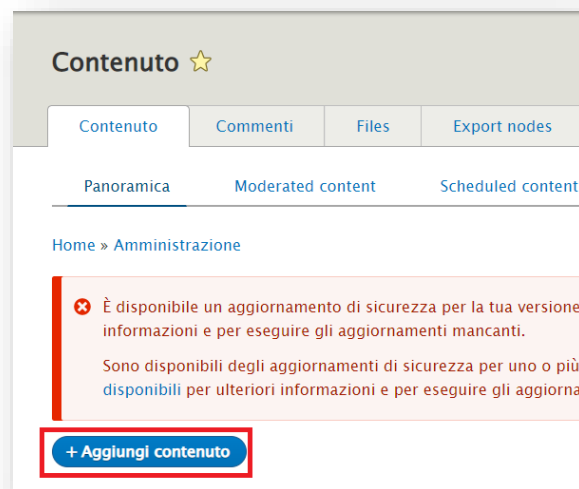 Contenuto
Contenuto Commenti Files Export nodes
Panoramica Moderated content Scheduled content
Home » Amministrazione
È disponibile un aggiornamento di sicurezza per la tua versione
informazioni e per eseguire gli aggiornamenti mancanti.
Sono disponibili degli aggiornamenti di sicurezza per uno o più
disponibili per ulteriori informazioni e per eseguire gli aggiorna
+ Aggiungi contenuto